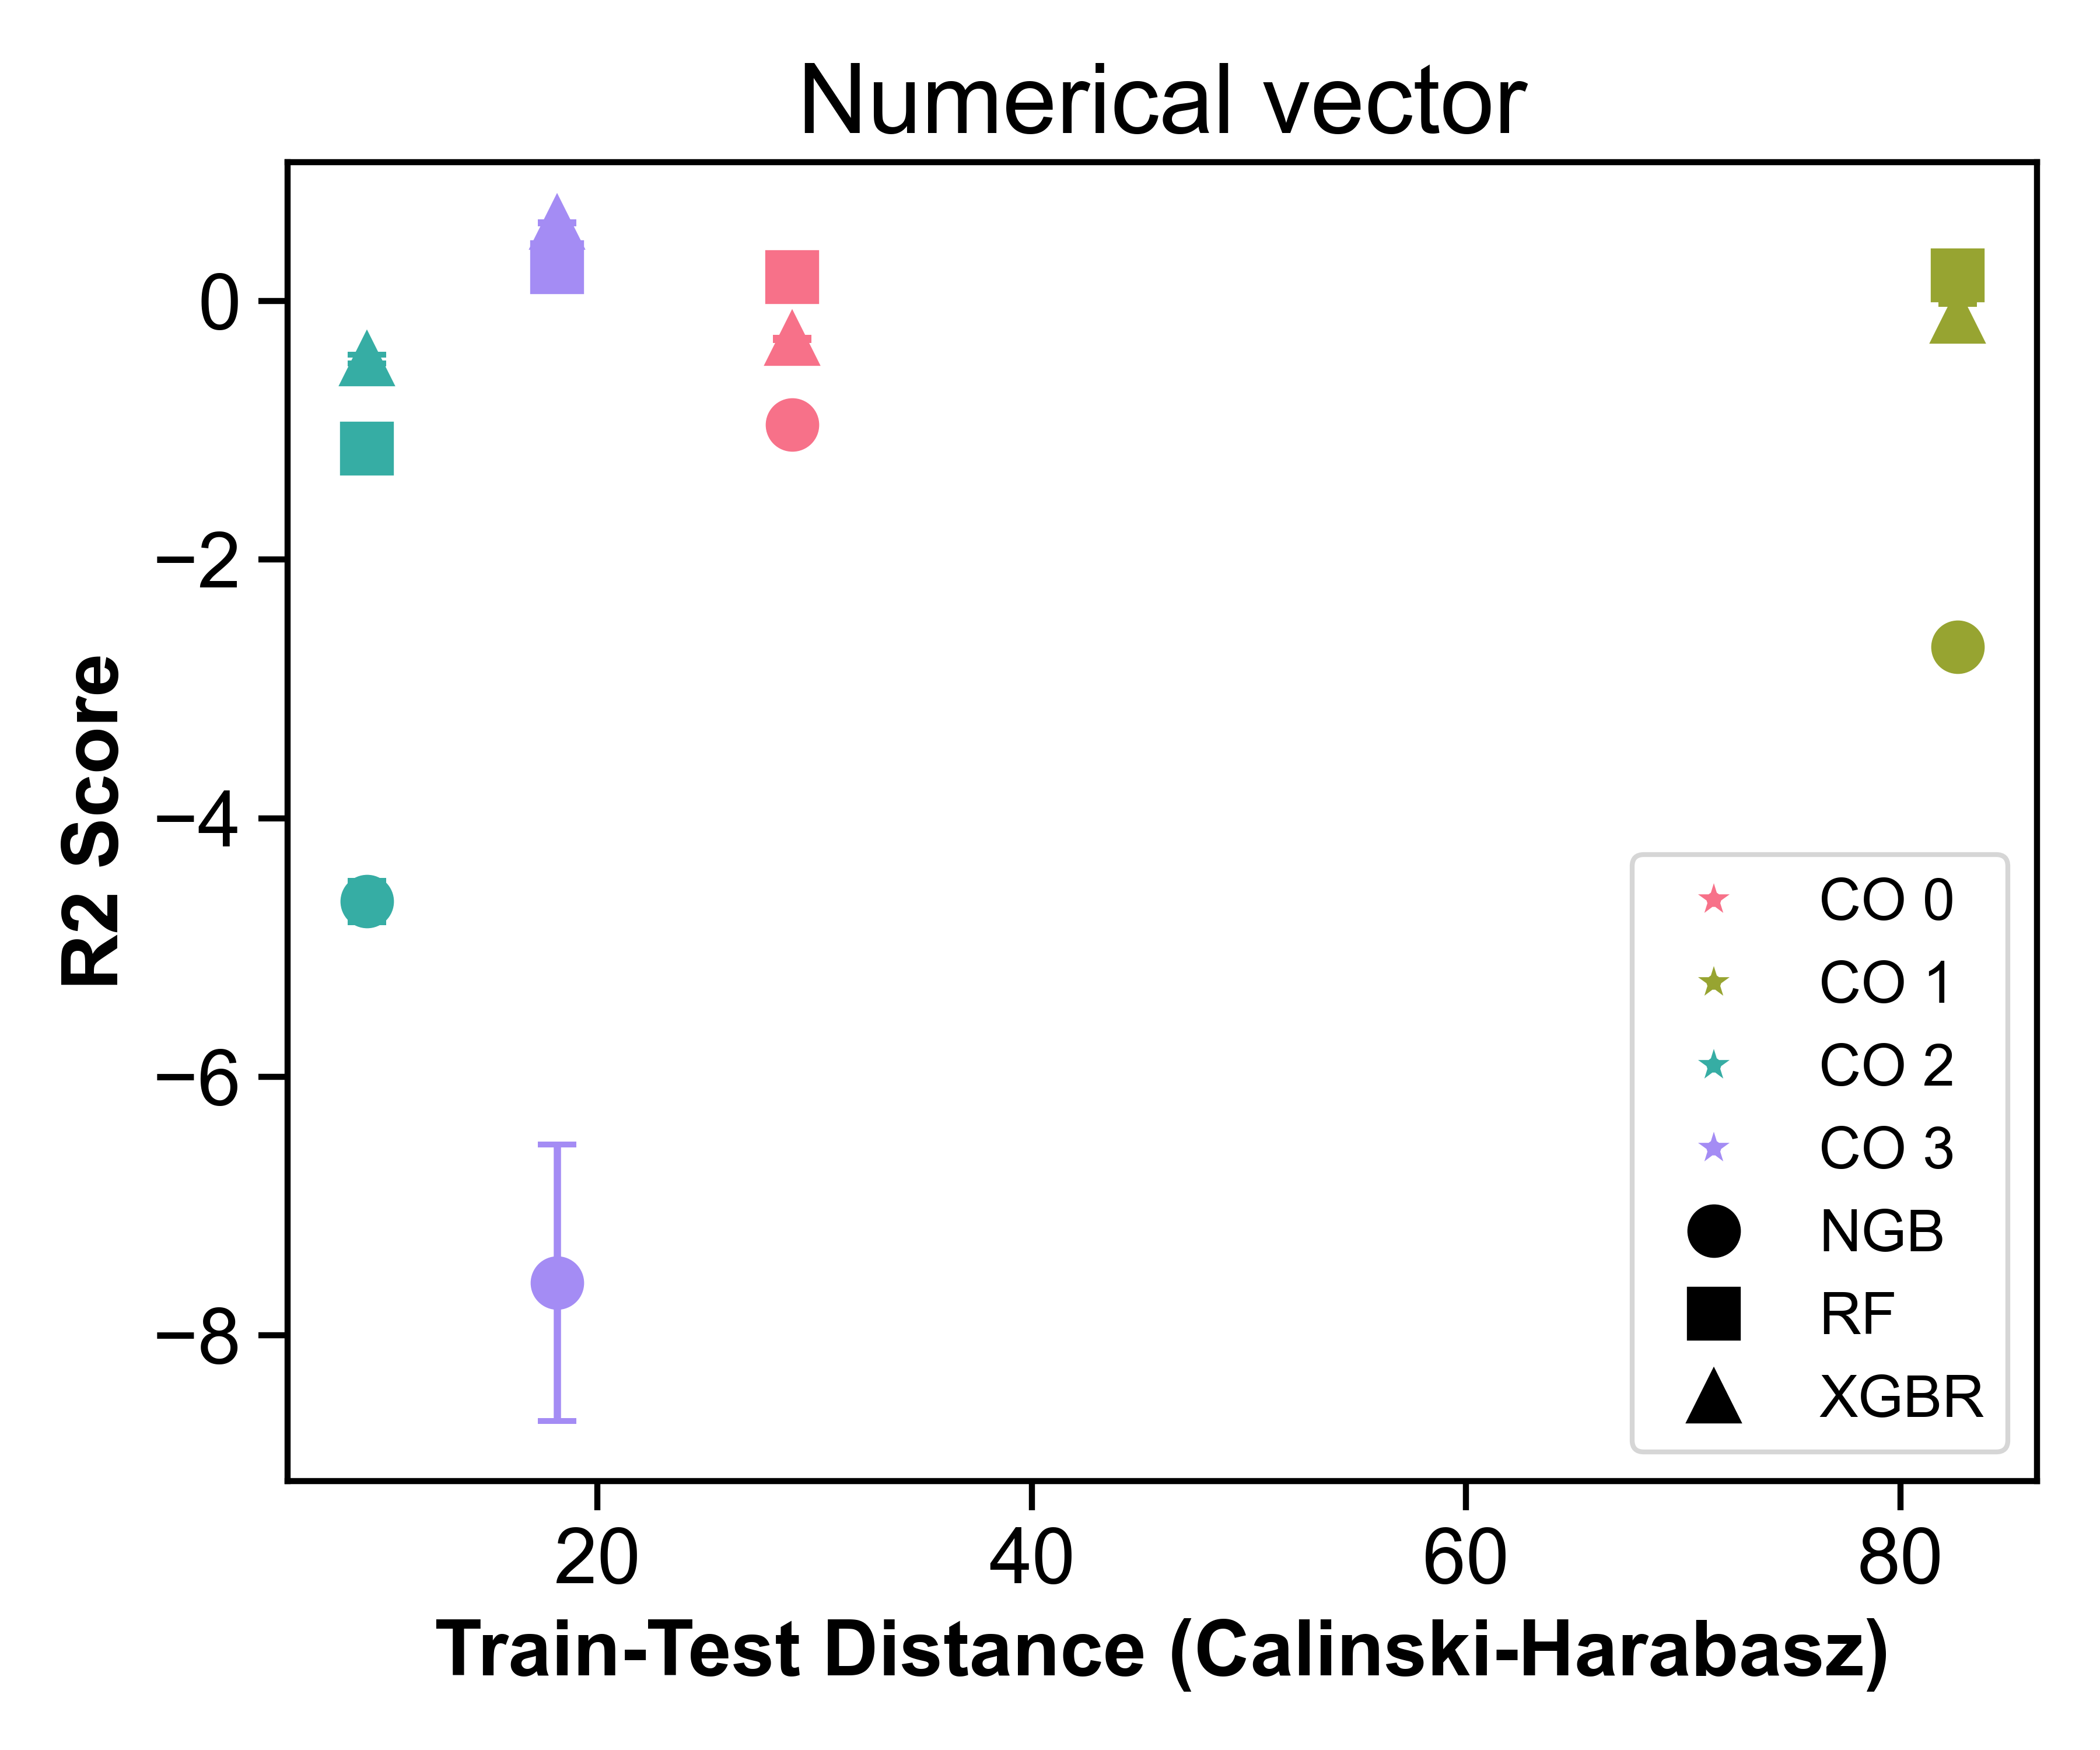 Numerical vector
R2 Score
0
−2
−4
−6
−8
CO 0
CO 1
CO 2
CO 3
NGB
RF
XGBR
20 40 60 80
Train-Test Distance (Calinski-Harabasz)